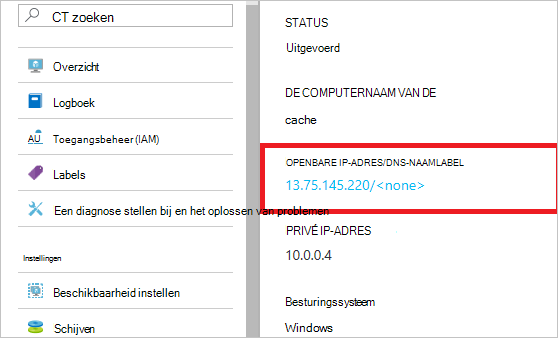 CT zoeken
Overzicht
Logboek
Toegangsbeheer (IAM)
Labels
Een diagnose stellen bij en het oplossen van problemen
Instellingen
Beschikbaarheid instellen
Schijven
STATUS
Uitgevoerd
DE COMPUTERNAAM VAN DE
cache
OPENBARE IP-ADRES/DNS-NAAMLABEL
13.75.145.220/<none>
PRIVÉ IP-ADRES
10.0.0.4
Besturingssysteem
Windows